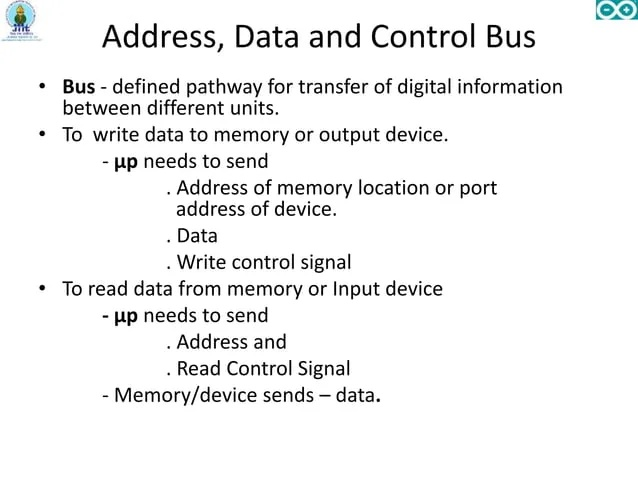 Address, Data and Control Bus
• Bus - defined pathway for transfer of digital information
between different units.
• To write data to memory or output device.
- μp needs to send
. Address of memory location or port
address of device.
. Data
. Write control signal
• To read data from memory or Input device
- μp needs to send
. Address and
. Read Control Signal
- Memory/device sends – data.